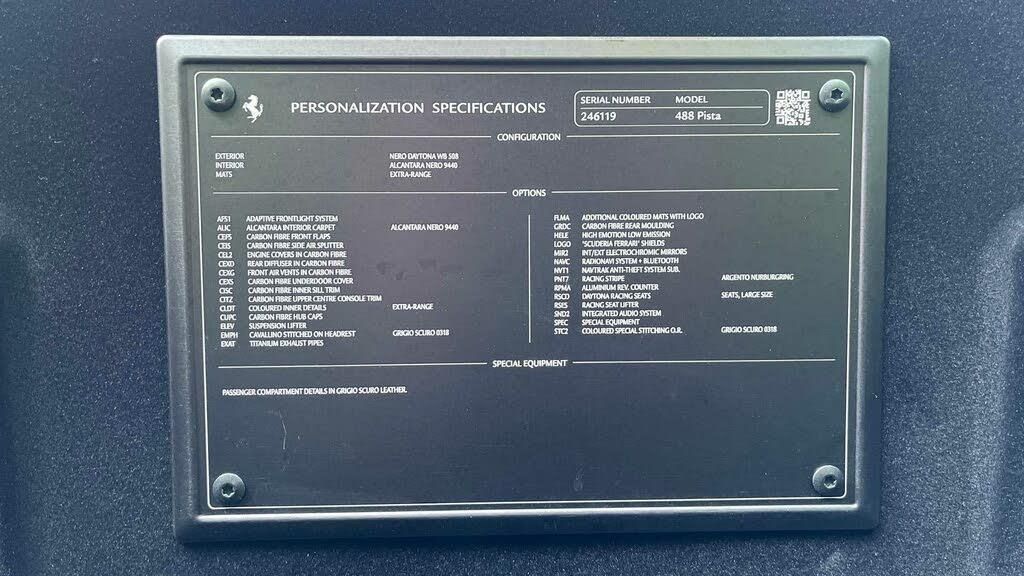 PERSONALIZATION SPECIFICATIONS
SERIAL NUMBER MODEL
246119 488 Pista
CONFIGURATION
EXTERIOR NERO DAYTONA WB 508
INTERIOR ALCANTARA NERO 9440
MATS EXTRA-RANGE
OPTIONS
AFS1 ADAPTIVE FRONTLIGHT SYSTEM
ALIC ALCANTARA INTERIOR CARPET ALCANTARA NERO 9440
CEFS CARBON FIBRE FRONT FLAPS
CEIS CARBON FIBRE SIDE AIR SPLITTER
CEL2 ENGINE COVERS IN CARBON FIBRE
CEXD REAR DIFFUSER IN CARBON FIBRE
CEXG FRONT AIR VENTS IN CARBON FIBRE
CEXS CARBON FIBRE UNDERDOOR COVER
CISC CARBON FIBRE INNER SILL TRIM
CITZ CARBON FIBRE UPPER CENTRE CONSOLE TRIM
CLDT COLOURED INNER DETAILS EXTRA-RANGE
CUPC CARBON FIBRE HUB CAPS
ELEV SUSPENSION LIFTER
EMPH CAVALLINO STITCHED ON HEADREST GRIGIO SCURO 0318
EXAT TITANIUM EXHAUST PIPES
FLMA ADDITIONAL COLOURED MATS WITH LOGO
GRDC CARBON FIBRE REAR MOULDING
HELE HIGH EMOTION LOW EMISSION
LOGO 'SCUDERIA FERRARI' SHIELDS
MIR2 INT/EXT ELECTROCHROMIC MIRRORS
NAVC RADIONAVI SYSTEM + BLUETOOTH
NVT1 NAVTRAK ANTI-THEFT SYSTEM SUB.
PNT7 RACING STRIPE ARGENTO NURBURGRING
RPMA ALUMINIUM REV. COUNTER
RSCD DAYTONA RACING SEATS SEATS, LARGE SIZE
RSES RACING SEAT LIFTER
SND2 INTEGRATED AUDIO SYSTEM
SPEC SPECIAL EQUIPMENT
STC2 COLOURED SPECIAL STITCHING O.R. GRIGIO SCURO 0318
SPECIAL EQUIPMENT
PASSENGER COMPARTMENT DETAILS IN GRIGIO SCURO LEATHER.